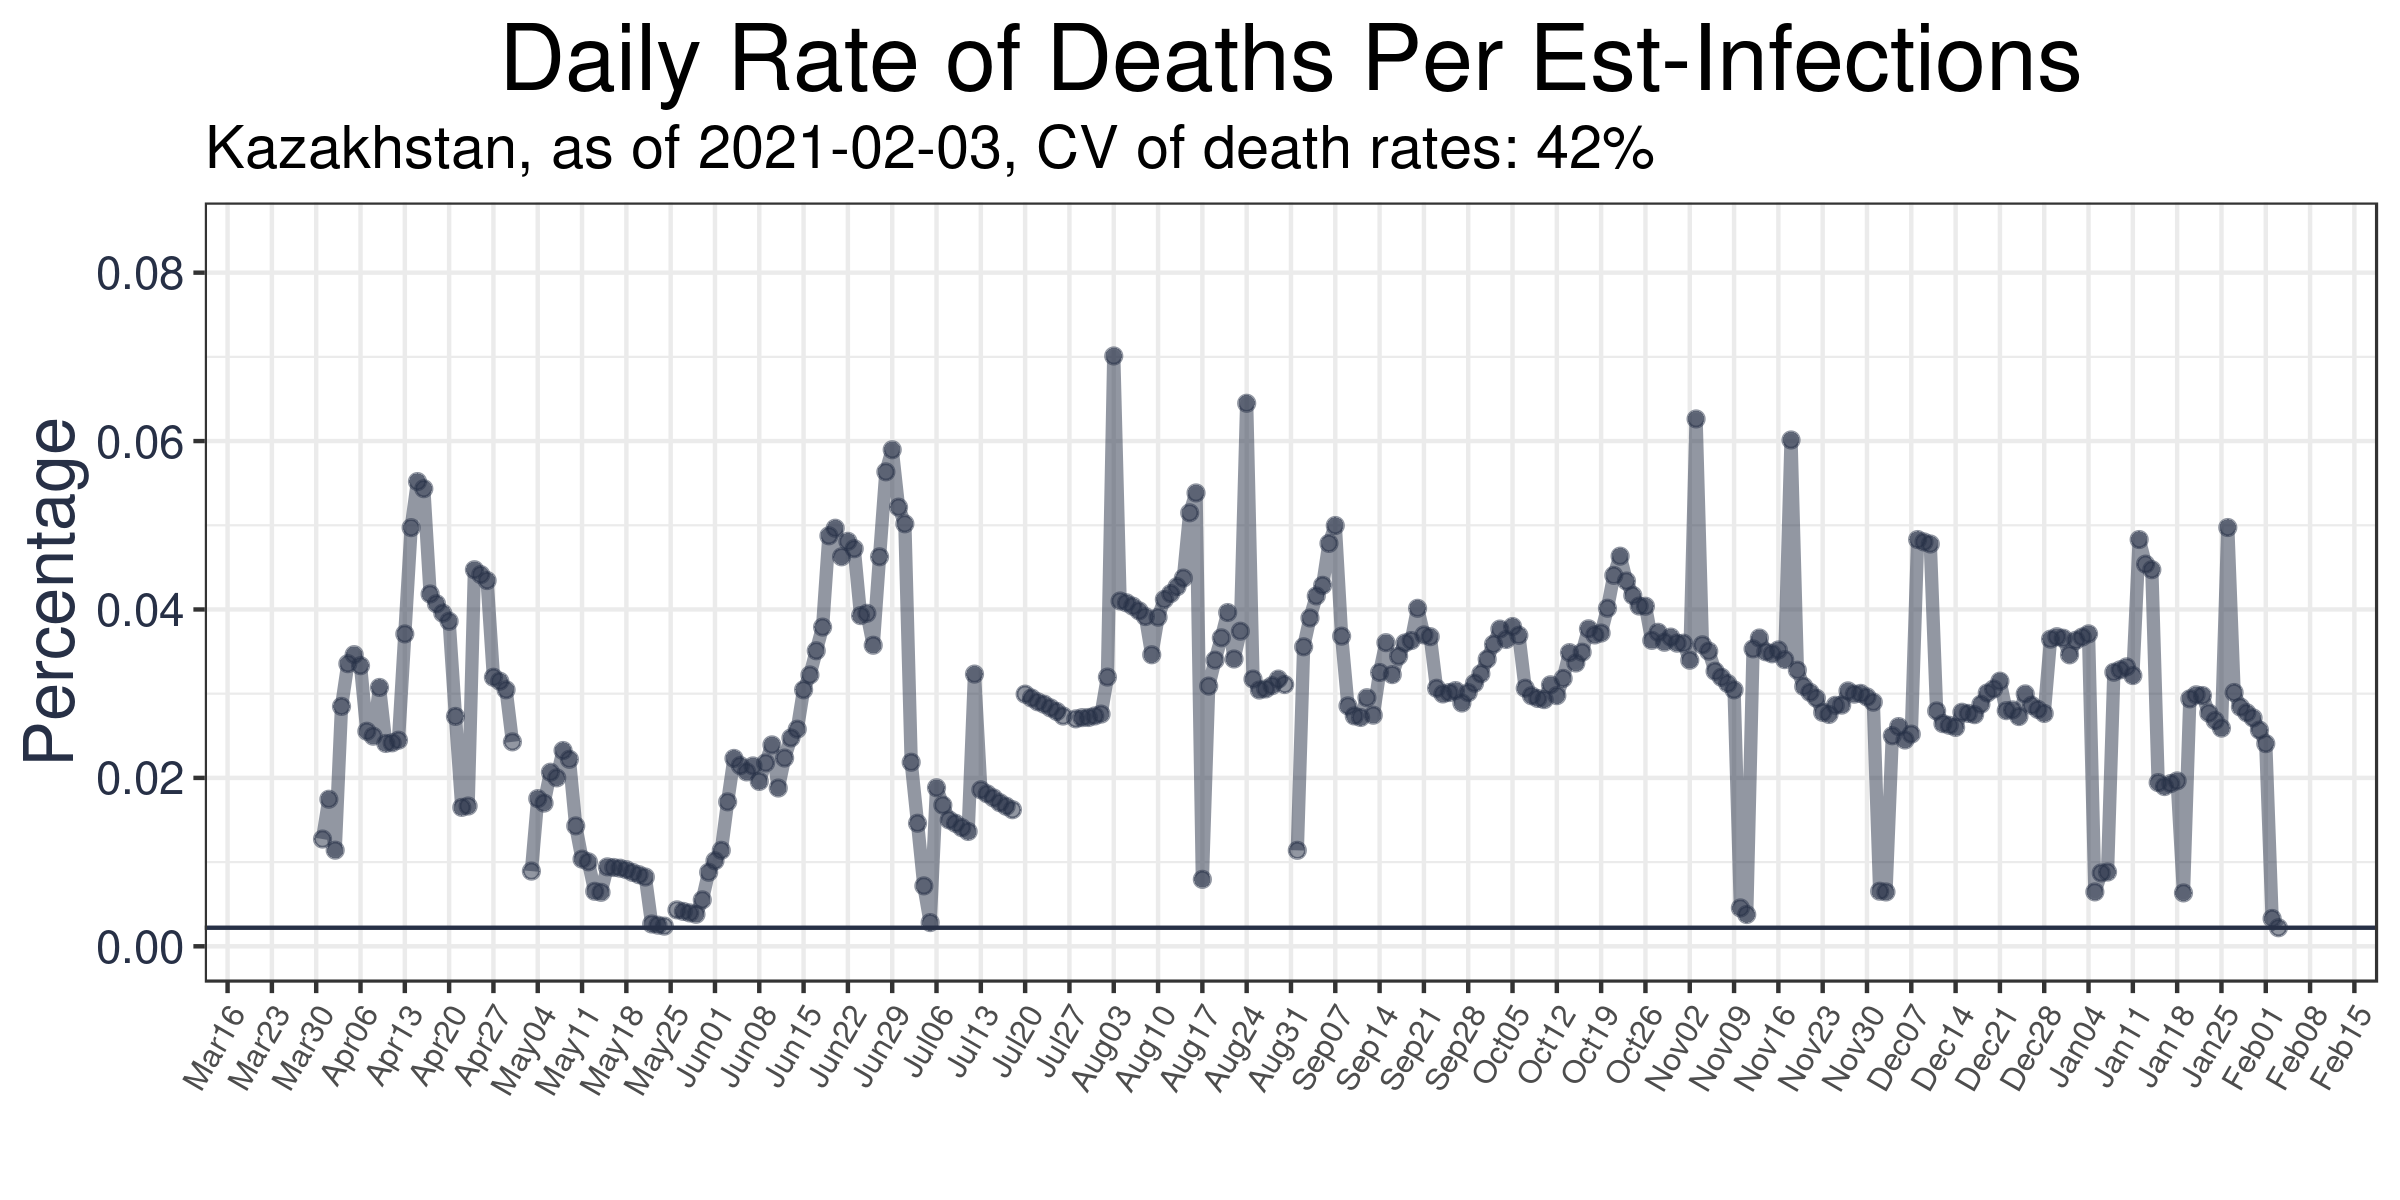 Daily Rate of Deaths Per Est-Infections
Kazakhstan, as of 2021-02-03, CV of death rates: 42%
Percentage
0.08
0.06
0.04
0.02
0.00
Mar16 Mar23 Mar30 Apr06 Apr13 Apr20 Apr27 May04 May11 May18 May25 Jun01 Jun08 Jun15 Jun22 Jun29 Jul06 Jul13 Jul20 Jul27 Aug03 Aug10 Aug17 Aug24 Aug31 Sep07 Sep14 Sep21 Sep28 Oct05 Oct12 Oct19 Oct26 Nov02 Nov09 Nov16 Nov23 Nov30 Dec07 Dec14 Dec21 Dec28 Jan04 Jan11 Jan18 Jan25 Feb01 Feb08 Feb15